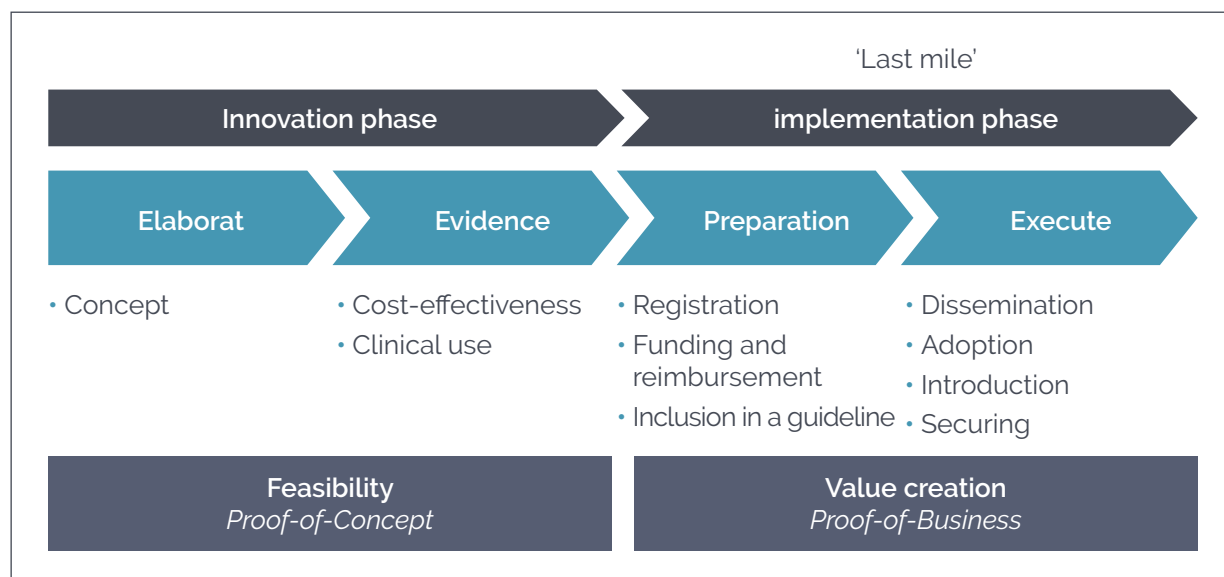 ‘Last mile’
Innovation phase
implementation phase
Elaborat
Evidence
Preparation
Execute
• Concept
• Cost-effectiveness
• Clinical use
• Registration
• Funding and
reimbursement
• Inclusion in a guideline
• Dissemination
• Adoption
• Introduction
• Securing
Feasibility
Proof-of-Concept
Value creation
Proof-of-Business